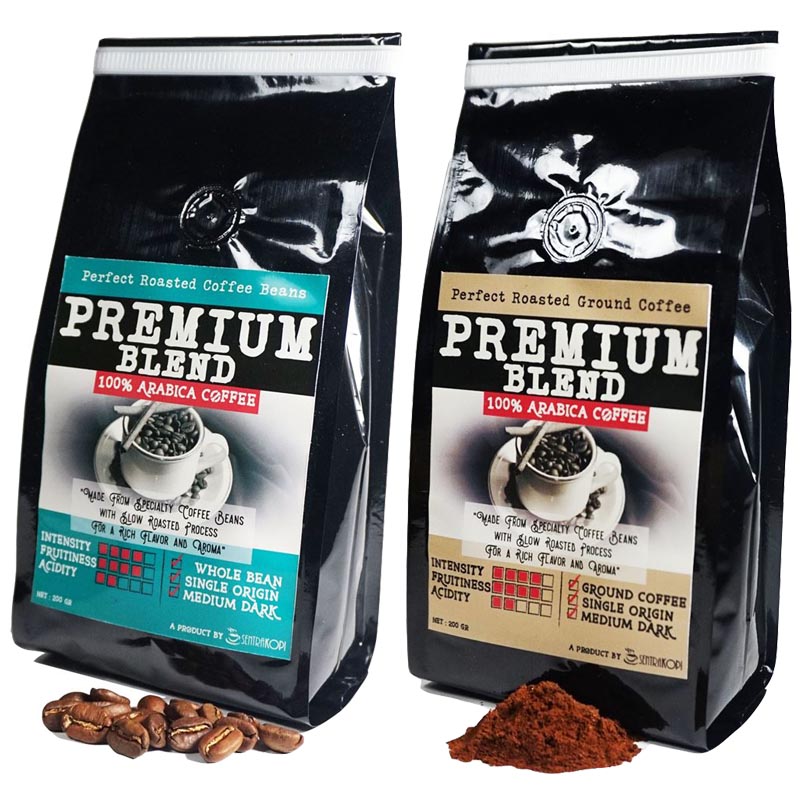 Perfect Roasted Coffee Beans
PREMIUM
BLEND
100% ARABICA COFFEE
"Made From Specialty Coffee Beans
with Slow Roasted Process
For a Rich Flavor and Aroma"
INTENSITY
FRUITINESS
ACIDITY
WHOLE BEAN
SINGLE ORIGIN
MEDIUM DARK
NET : 200 GR
A PRODUCT BY SENTRAKOPI
Perfect Roasted Ground Coffee
PREMIUM
BLEND
100% ARABICA COFFEE
"Made From Specialty Coffee Beans
with Slow Roasted Process
For a Rich Flavor and Aroma"
INTENSITY
FRUITINESS
ACIDITY
GROUND COFFEE
SINGLE ORIGIN
MEDIUM DARK
NET : 200 GR
A PRODUCT BY SENTRAKOPI